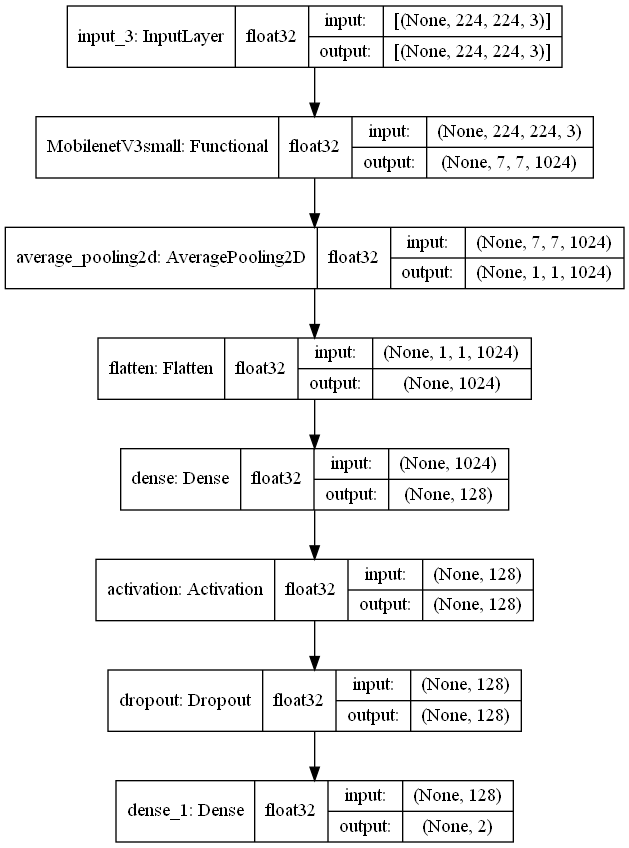 input_3: InputLayer float32 input: [(None, 224, 224, 3)]
output: [(None, 224, 224, 3)]
MobilenetV3small: Functional float32 input: (None, 224, 224, 3)
output: (None, 7, 7, 1024)
average_pooling2d: AveragePooling2D float32 input: (None, 7, 7, 1024)
output: (None, 1, 1, 1024)
flatten: Flatten float32 input: (None, 1, 1, 1024)
output: (None, 1024)
dense: Dense float32 input: (None, 1024)
output: (None, 128)
activation: Activation float32 input: (None, 128)
output: (None, 128)
dropout: Dropout float32 input: (None, 128)
output: (None, 128)
dense_1: Dense float32 input: (None, 128)
output: (None, 2)